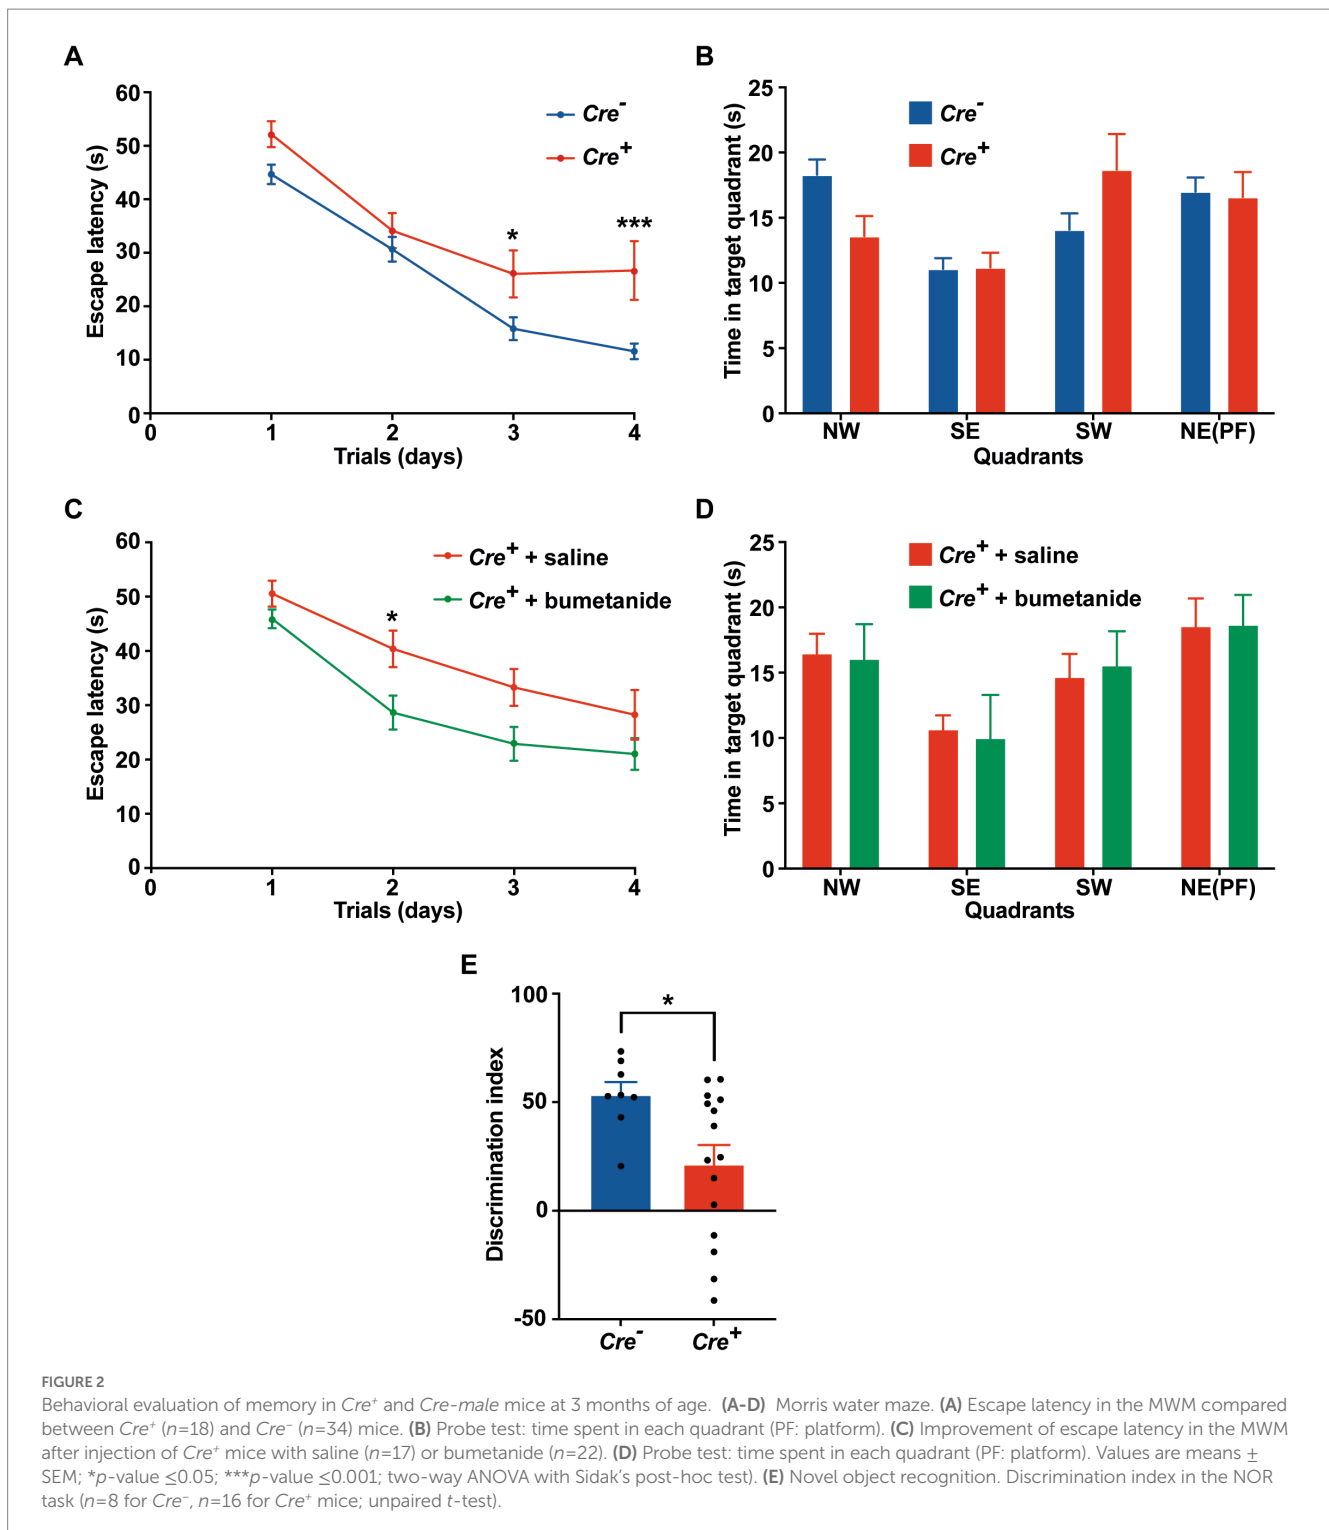 A
60
50
40
30
20
10
0
Escape latency (s)
Cre-
Cre+
*
***
0 1 2 3 4
Trials (days)
B
25
20
15
10
5
0
Time in target quadrant (s)
Cre-
Cre+
NW SE SW NE(PF)
Quadrants
C
60
50
40
30
20
10
0
Escape latency (s)
Cre+ + saline
Cre+ + bumetanide
*
0 1 2 3 4
Trials (days)
D
25
20
15
10
5
0
Time in target quadrant (s)
Cre+ + saline
Cre+ + bumetanide
NW SE SW NE(PF)
Quadrants
E
100
50
0
-50
Discrimination index
*
Cre- Cre+
FIGURE 2
Behavioral evaluation of memory in Cre+ and Cre-male mice at 3 months of age. (A-D) Morris water maze. (A) Escape latency in the MWM compared
between Cre+ (n=18) and Cre− (n=34) mice. (B) Probe test: time spent in each quadrant (PF: platform). (C) Improvement of escape latency in the MWM
after injection of Cre+ mice with saline (n=17) or bumetanide (n=22). (D) Probe test: time spent in each quadrant (PF: platform). Values are means ±
SEM; *p-value ≤0.05; ***p-value ≤0.001; two-way ANOVA with Sidak's post-hoc test). (E) Novel object recognition. Discrimination index in the NOR
task (n=8 for Cre−, n=16 for Cre+ mice; unpaired t-test).